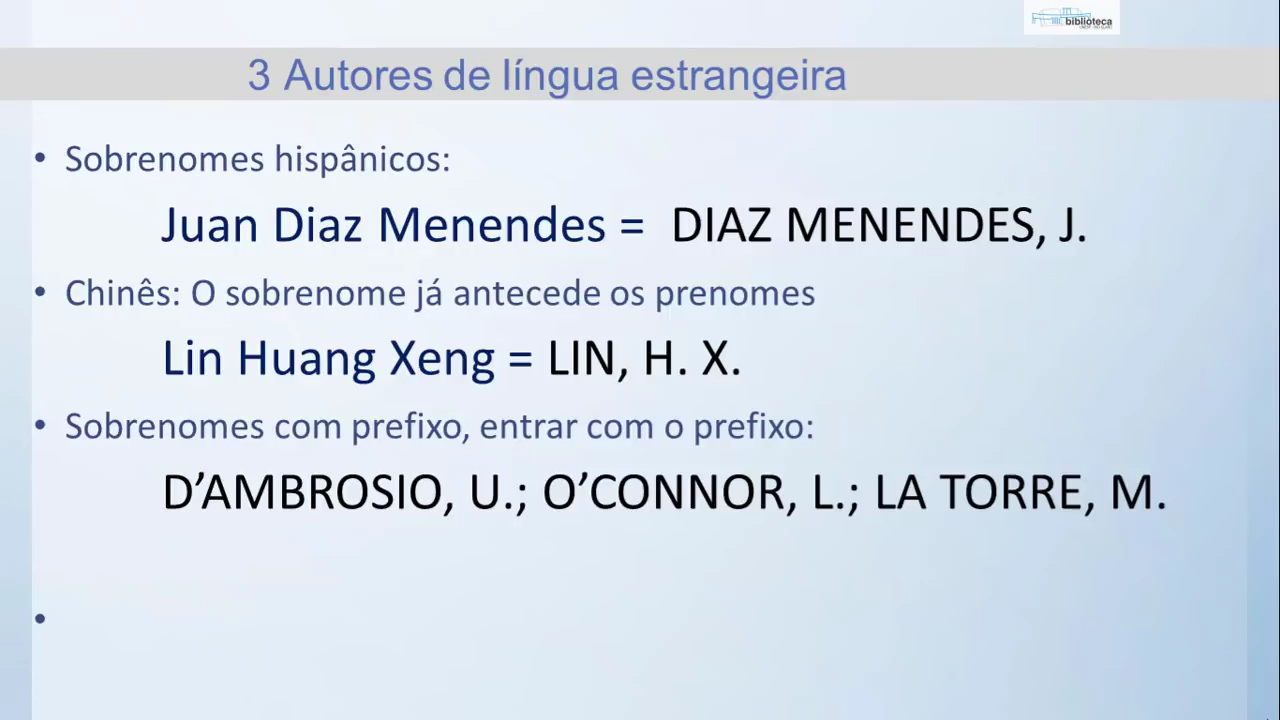 biblioteca
3 Autores de língua estrangeira
• Sobrenomes hispânicos:
Juan Diaz Menendes = DIAZ MENENDES, J.
• Chinês: O sobrenome já antecede os prenomes
Lin Huang Xeng = LIN, H. X.
• Sobrenomes com prefixo, entrar com o prefixo:
D’AMBROSIO, U.; O’CONNOR, L.; LA TORRE, M.
•